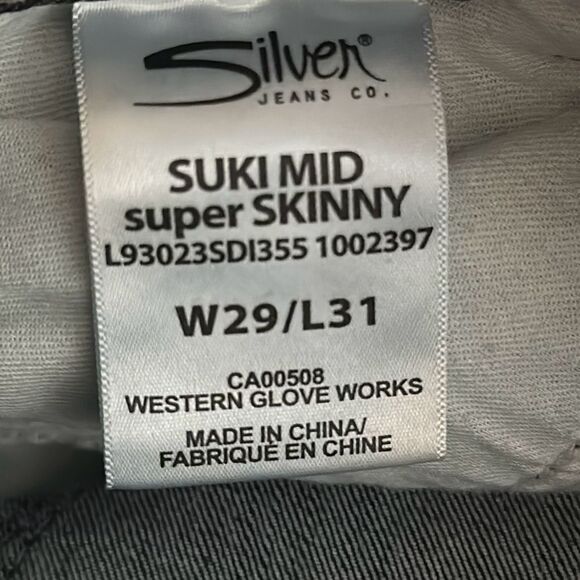 Silver®
JEANS CO.
SUKI MID
super SKINNY
L93023SDI355 1002397
W29/L31
CA00508
WESTERN GLOVE WORKS
MADE IN CHINA/
FABRIQUÉ EN CHINE